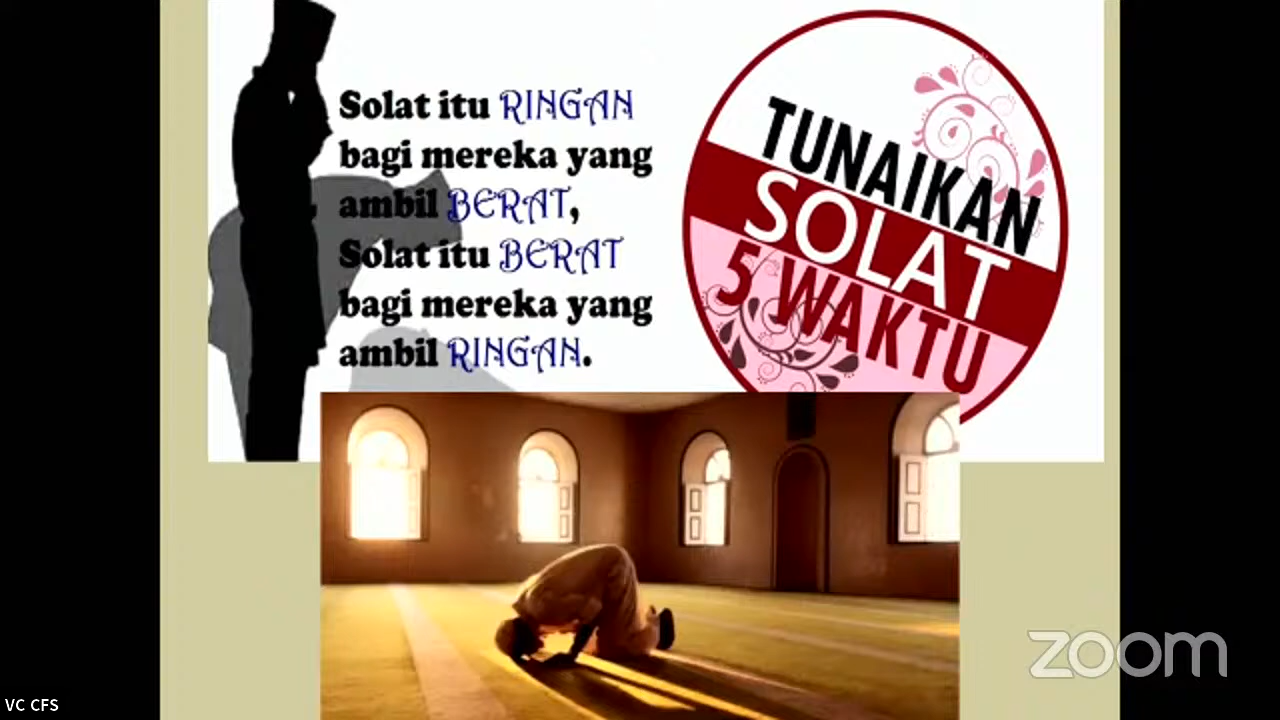 Solat itu RINGAN
bagi mereka yang
ambil BERAT,
Solat itu BERAT
bagi mereka yang
ambil RINGAN.
TUNAIKAN
SOLAT
5 WAKTU
zoom
VC CFS